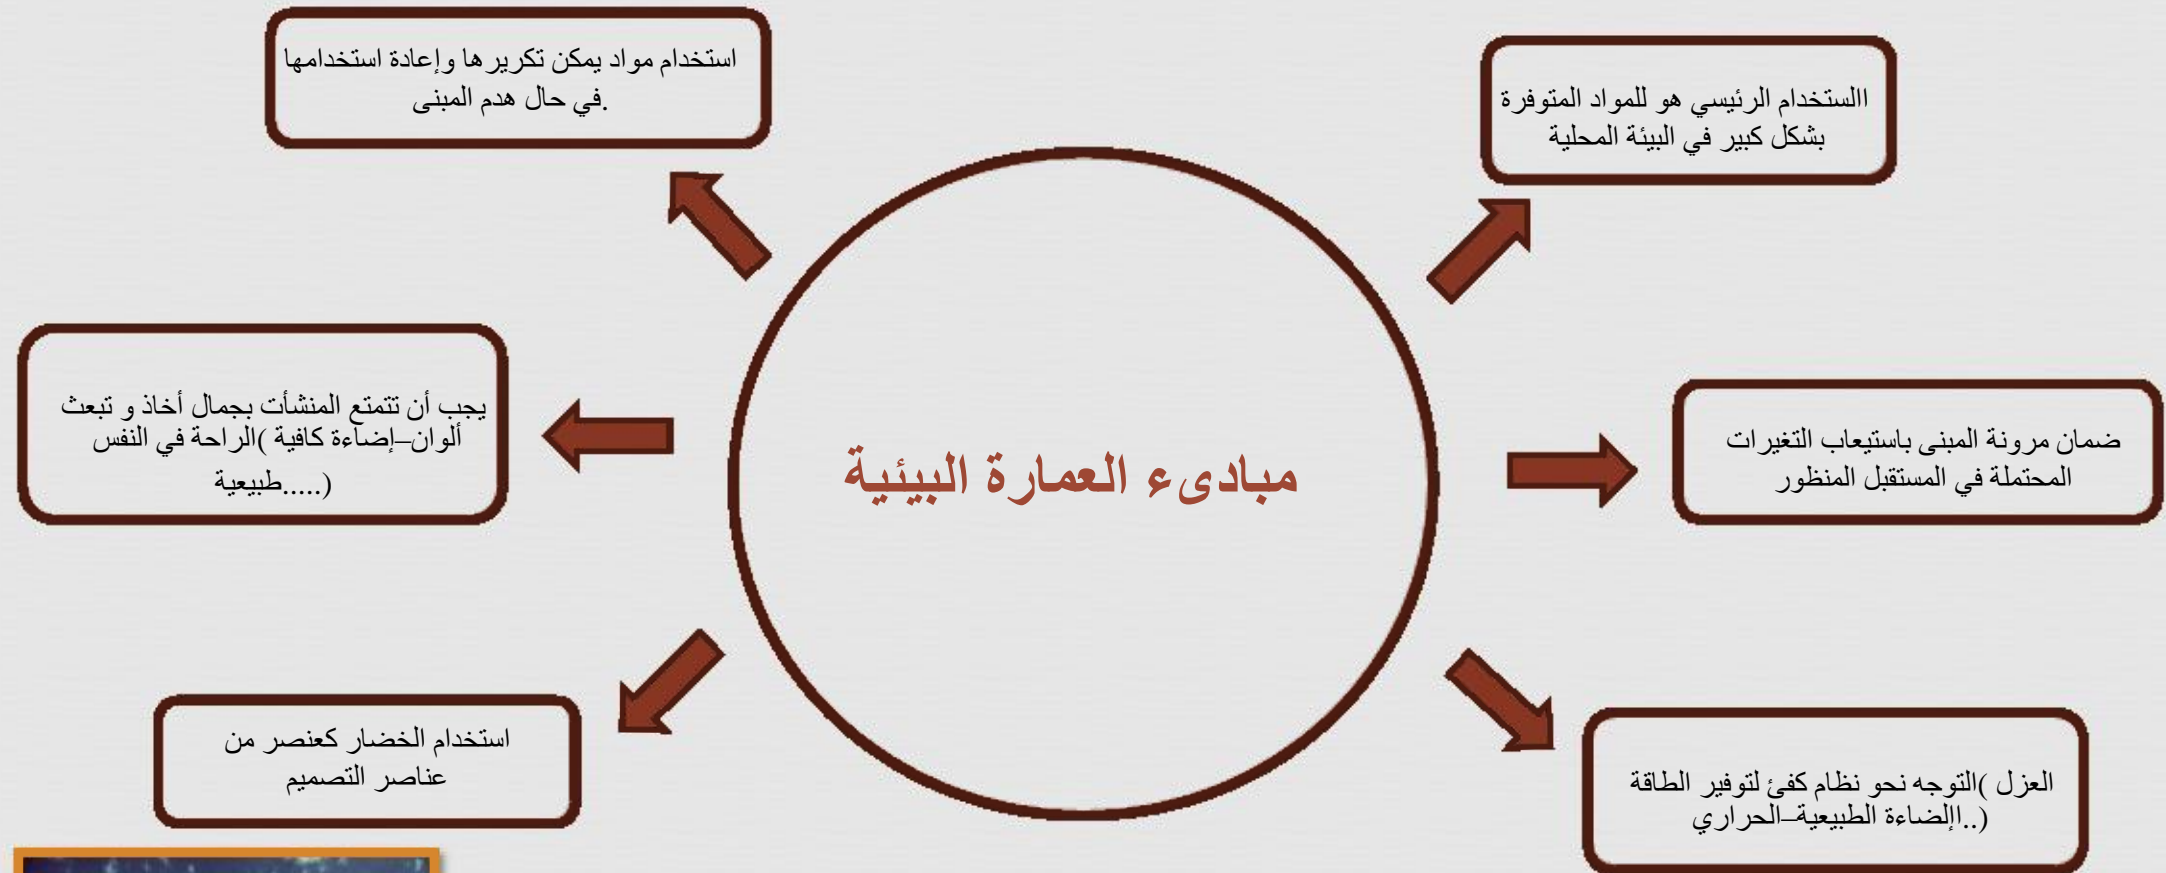 مبادىء العمارة البيئية
االستخدام الرئيسي هو للمواد المتوفرة
بشكل كبير في البيئة المحلية
ضمان مرونة المبنى باستيعاب التغيرات
المحتملة في المستقبل المنظور
العزل )التوجه نحو نظام كفئ لتوفير الطاقة
(..اإلضاءة الطبيعية–الحراري
استخدام مواد يمكن تكريرها وإعادة استخدامها
.في حال هدم المبنى
يجب أن تتمتع المنشأت بجمال أخاذ و تبعث
ألوان–إضاءة كافية )الراحة في النفس
(.....طبيعية
استخدام الخضار كعنصر من
عناصر التصميم